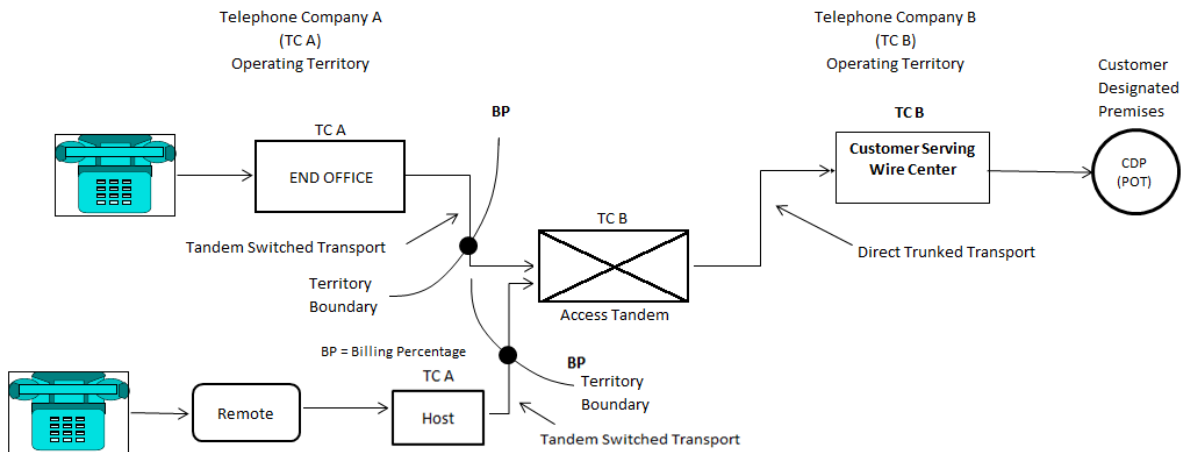 Telephone Company A
(TC A)
Operating Territory
Telephone Company B
(TC B)
Operating Territory
Customer
Designated
Premises
BP
TC A
END OFFICE
TC B
Customer Serving
Wire Center
CDP
(POT)
Tandem Switched Transport
TC B
Direct Trunked Transport
Territory
Boundary
Access Tandem
BP = Billing Percentage
BP
Territory
Boundary
TC A
Remote
Host
Tandem Switched Transport